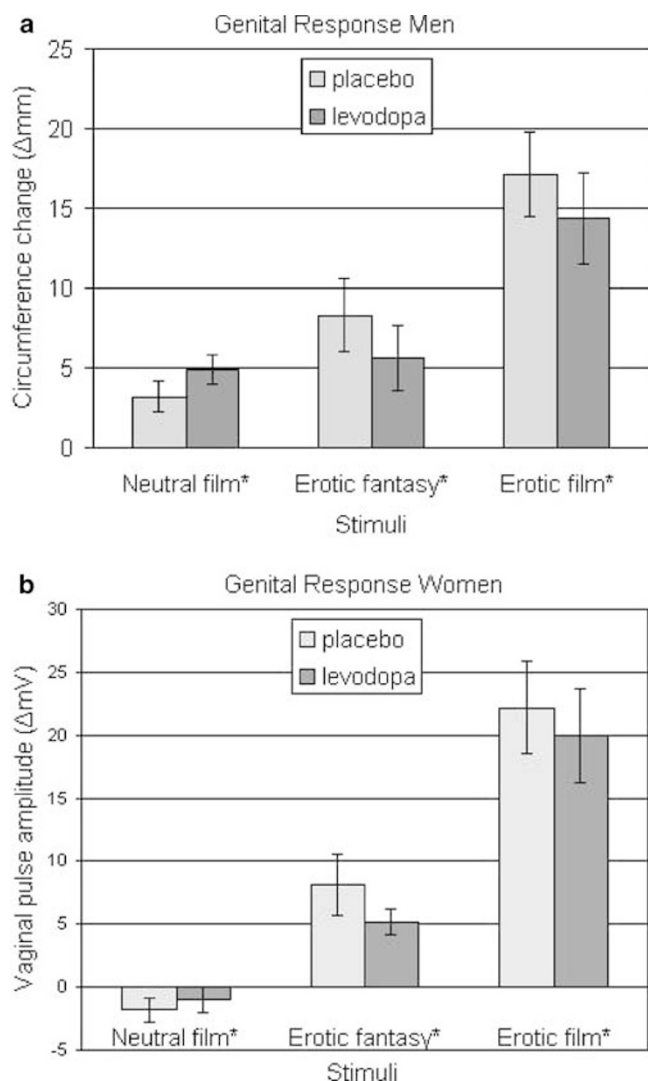 a
Genital Response Men
Circumference change (Δmm)
25
20
15
10
5
0
placebo
levodopa
Neutral film*
Erotic fantasy*
Erotic film*
Stimuli
b
Genital Response Women
Vaginal pulse amplitude (ΔmV)
30
25
20
15
10
5
0
-5
placebo
levodopa
Neutral film*
Erotic fantasy*
Erotic film*
Stimuli